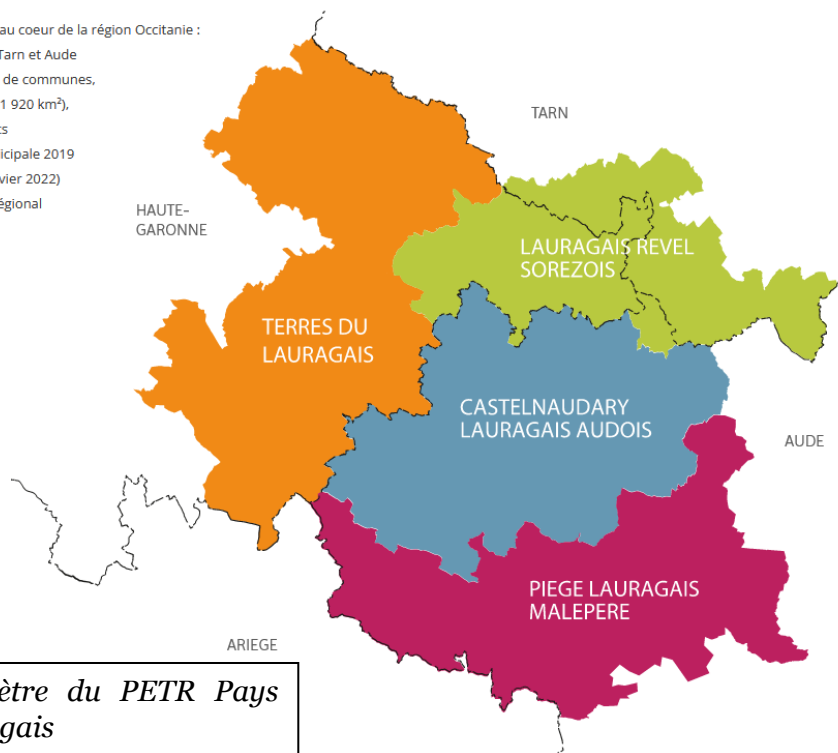 au coeur de la région Occitanie :
Tarn et Aude
de communes,
1 920 km²),
ts
icipale 2019
vier 2022)
égional
TARN
HAUTE-
GARONNE
LAURAGAIS REVEL
SOREZOIS
TERRES DU
LAURAGAIS
CASTELNAUDARY
LAURAGAIS AUDOIS
AUDE
PIEGE LAURAGAIS
MALEPERE
ARIEGE
ètre du PETR Pays
gais